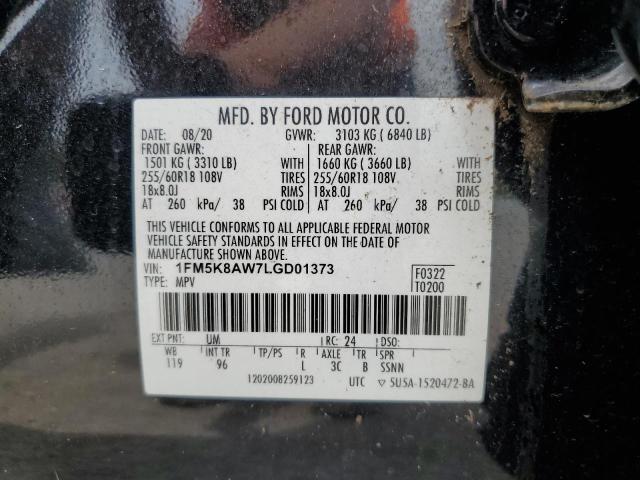 MFD. BY FORD MOTOR CO.
DATE: 08/20 GVWR: 3103 KG ( 6840 LB)
FRONT GAWR: REAR GAWR:
1501 KG ( 3310 LB) WITH 1660 KG ( 3660 LB) WITH
255/60R18 108V TIRES 255/60R18 108V TIRES
18x8.0J RIMS 18x8.0J RIMS
AT 260 kPa/ 38 PSI COLD AT 260 kPa/ 38 PSI COLD
THIS VEHICLE CONFORMS TO ALL APPLICABLE FEDERAL MOTOR
VEHICLE SAFETY STANDARDS IN EFFECT ON THE DATE OF
MANUFACTURE SHOWN ABOVE.
VIN: 1FM5K8AW7LGD01373 F0322
TYPE: MPV T0200
EXT PNT: UM RC: 24 DSO:
WB INT TR TP/PS R AXLE TR SPR
119 96 L 3C B SSNN
12020082591​23 UTC ▽ 5U5A-1520472-BA